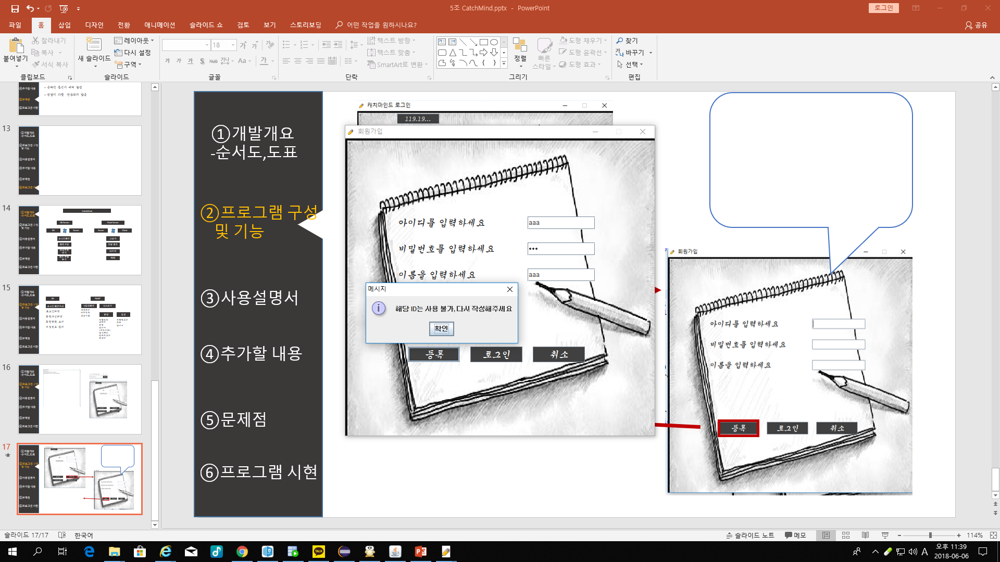 5조 CatchMind.pptx - PowerPoint
로그인
파일 홈 삽입 디자인 전환 애니메이션 슬라이드 쇼 검토 보기 스토리보딩 어떤 작업을 원하시나요? 공유
붙여넣기
잘라내기
복사
서식 복사
클립보드
새 슬라이드
레이아웃
다시 설정
구역
슬라이드
18
글꼴
텍스트 방향
텍스트 맞춤
SmartArt로 변환
단락
정렬
빠른 스타일
도형 채우기
도형 윤곽선
도형 효과
그리기
찾기
바꾸기
선택
편집
13
14
15
16
17
①개발개요
-순서도,도표
②프로그램 구성
및 기능
③사용설명서
④추가할 내용
⑤문제점
⑥프로그램 시현
캐치마인드 로그인
119.19...
회원가입
아이디를 입력하세요 aaa
비밀번호를 입력하세요 •••
이름을 입력하세요 aaa
메시지
해당 ID는 사용 불가, 다시 작성해주세요
확인
등록 로그인 취소
회원가입
아이디를 입력하세요
비밀번호를 입력하세요
이름을 입력하세요
등록 로그인 취소
슬라이드 17/17 한국어
슬라이드 노트 메모 114%
TALK
A
오후 11:39
2018-06-06